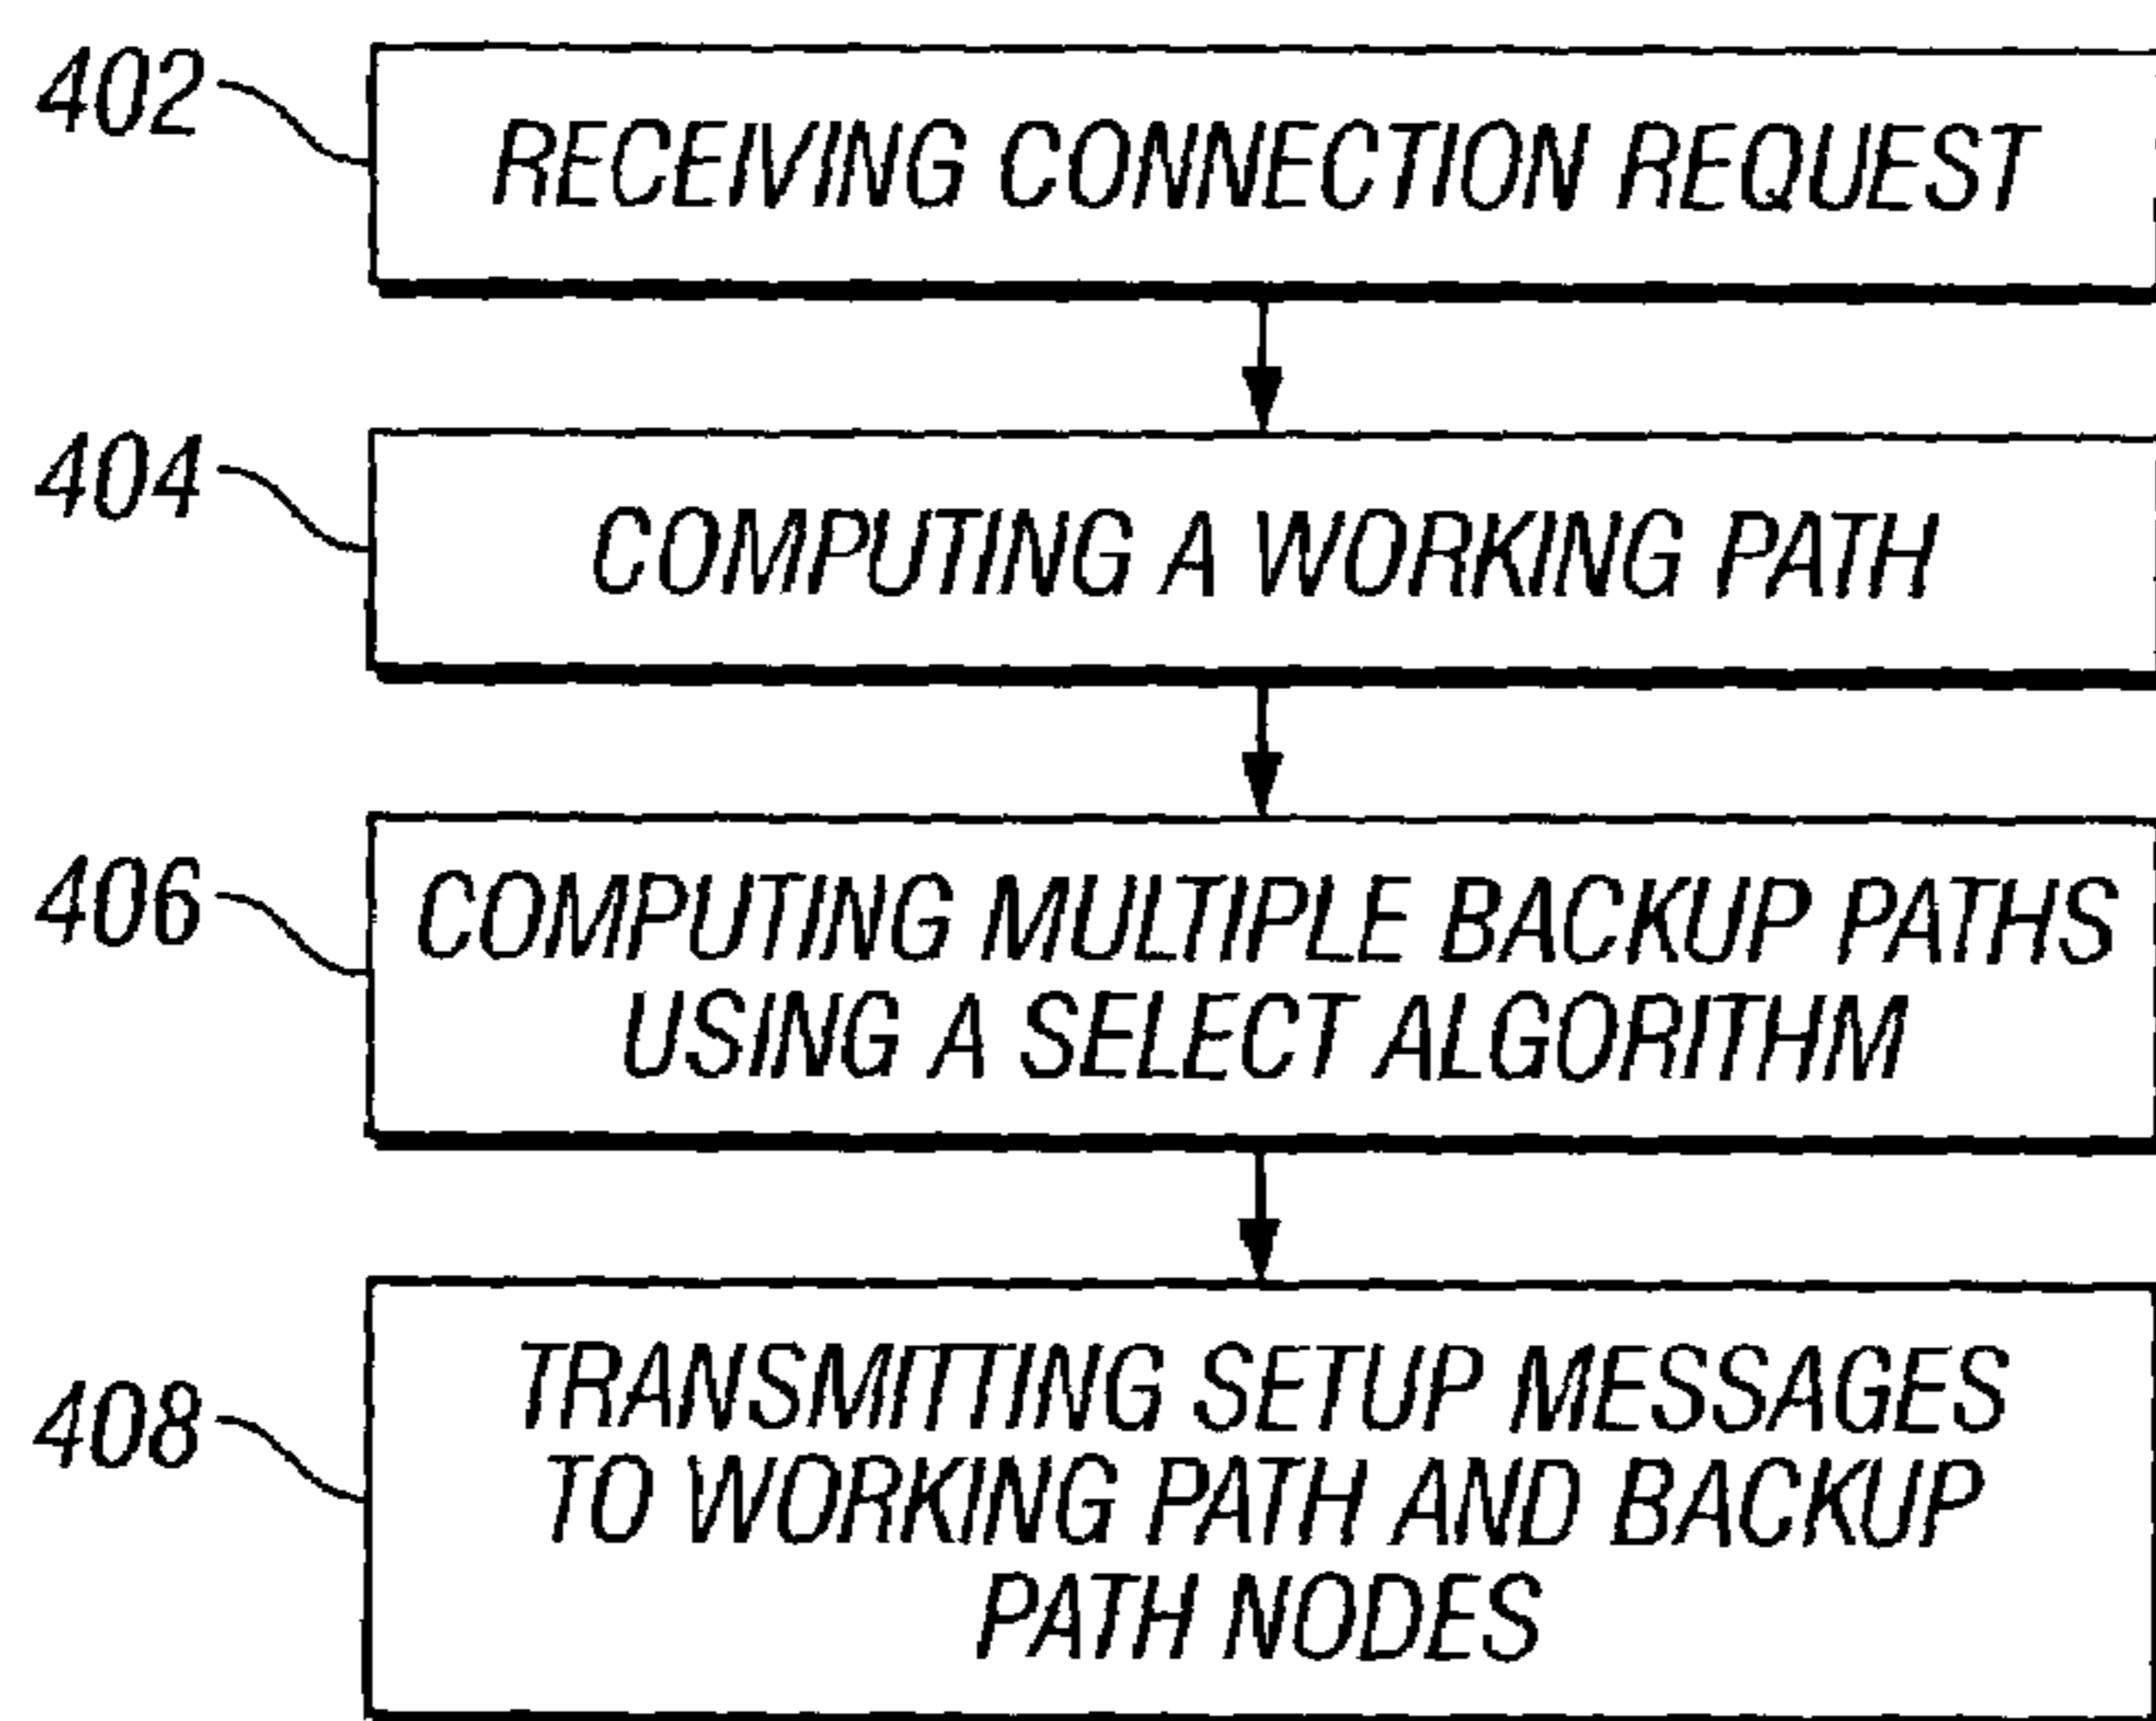 402
RECEIVING CONNECTION REQUEST
404
COMPUTING A WORKING PATH
406
COMPUTING MULTIPLE BACKUP PATHS
USING A SELECT ALGORITHM
408
TRANSMITTING SETUP MESSAGES
TO WORKING PATH AND BACKUP
PATH NODES